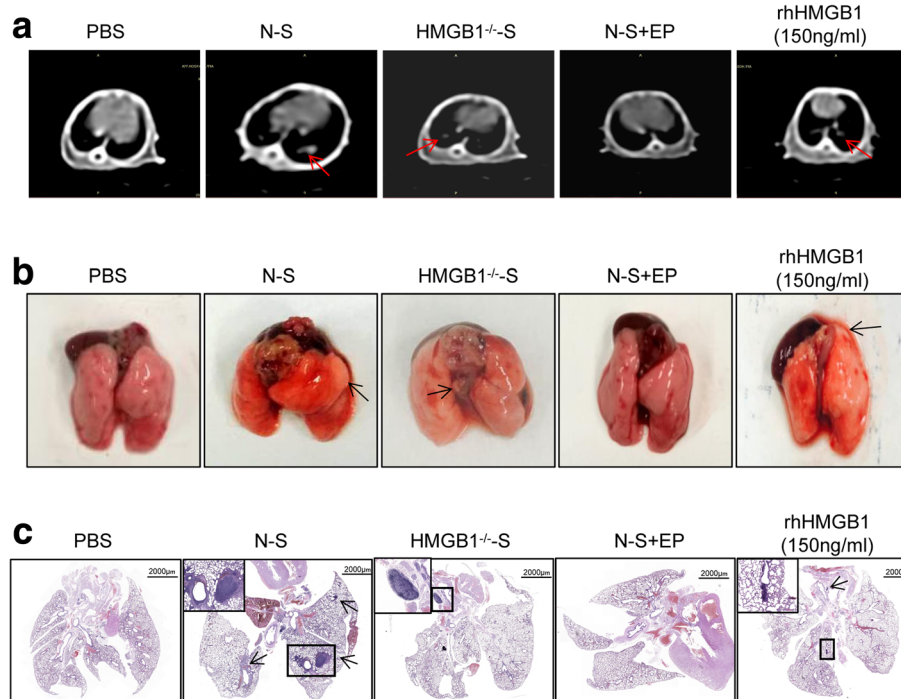 a
PBS
N-S
HMGB1-/--S
N-S+EP
rhHMGB1
(150ng/ml)
b
PBS
N-S
HMGB1-/--S
N-S+EP
rhHMGB1
(150ng/ml)
c
PBS
N-S
HMGB1-/--S
N-S+EP
rhHMGB1
(150ng/ml)
2000μm
2000μm
2000μm
2000μm
2000μm